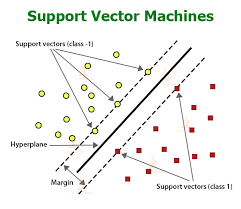 Support Vector Machines
Support vectors (class -1)
Hyperplane
Margin
Support vectors (class 1)